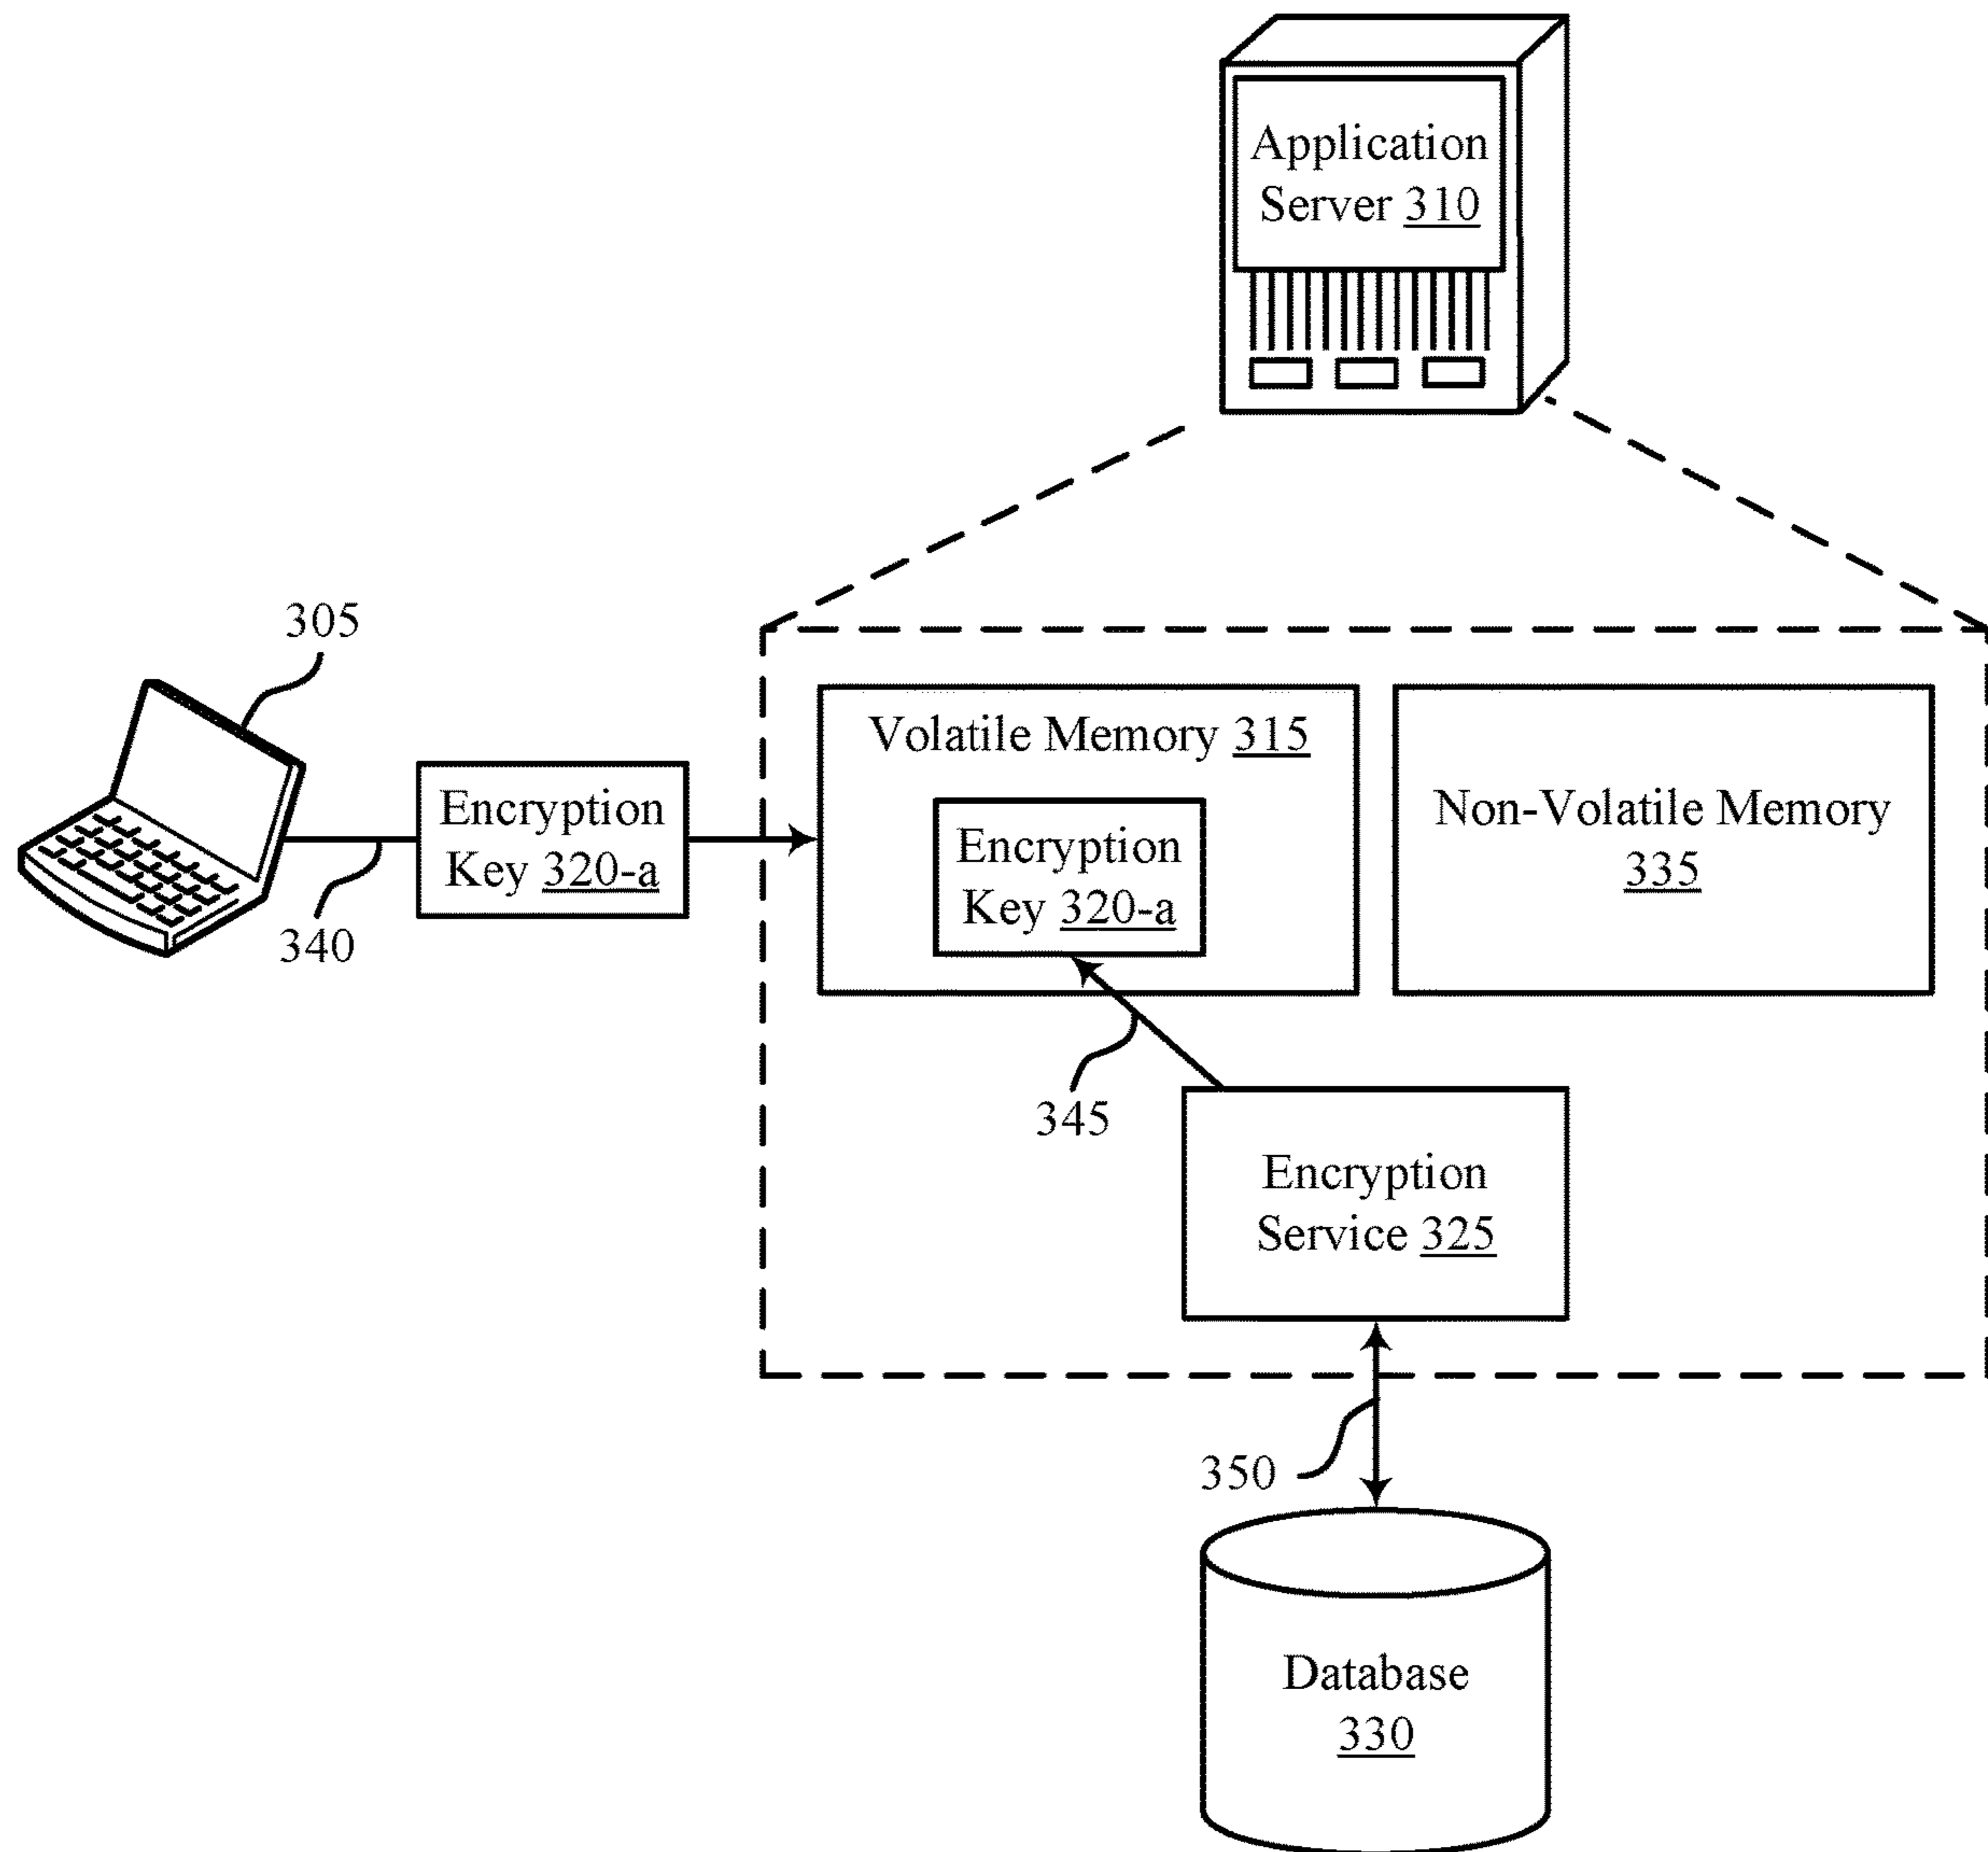 Application
Server 310
305
Volatile Memory 315
Encryption
Key 320-a
340
Encryption
Key 320-a
Non-Volatile Memory
335
345
Encryption
Service 325
350
Database
330